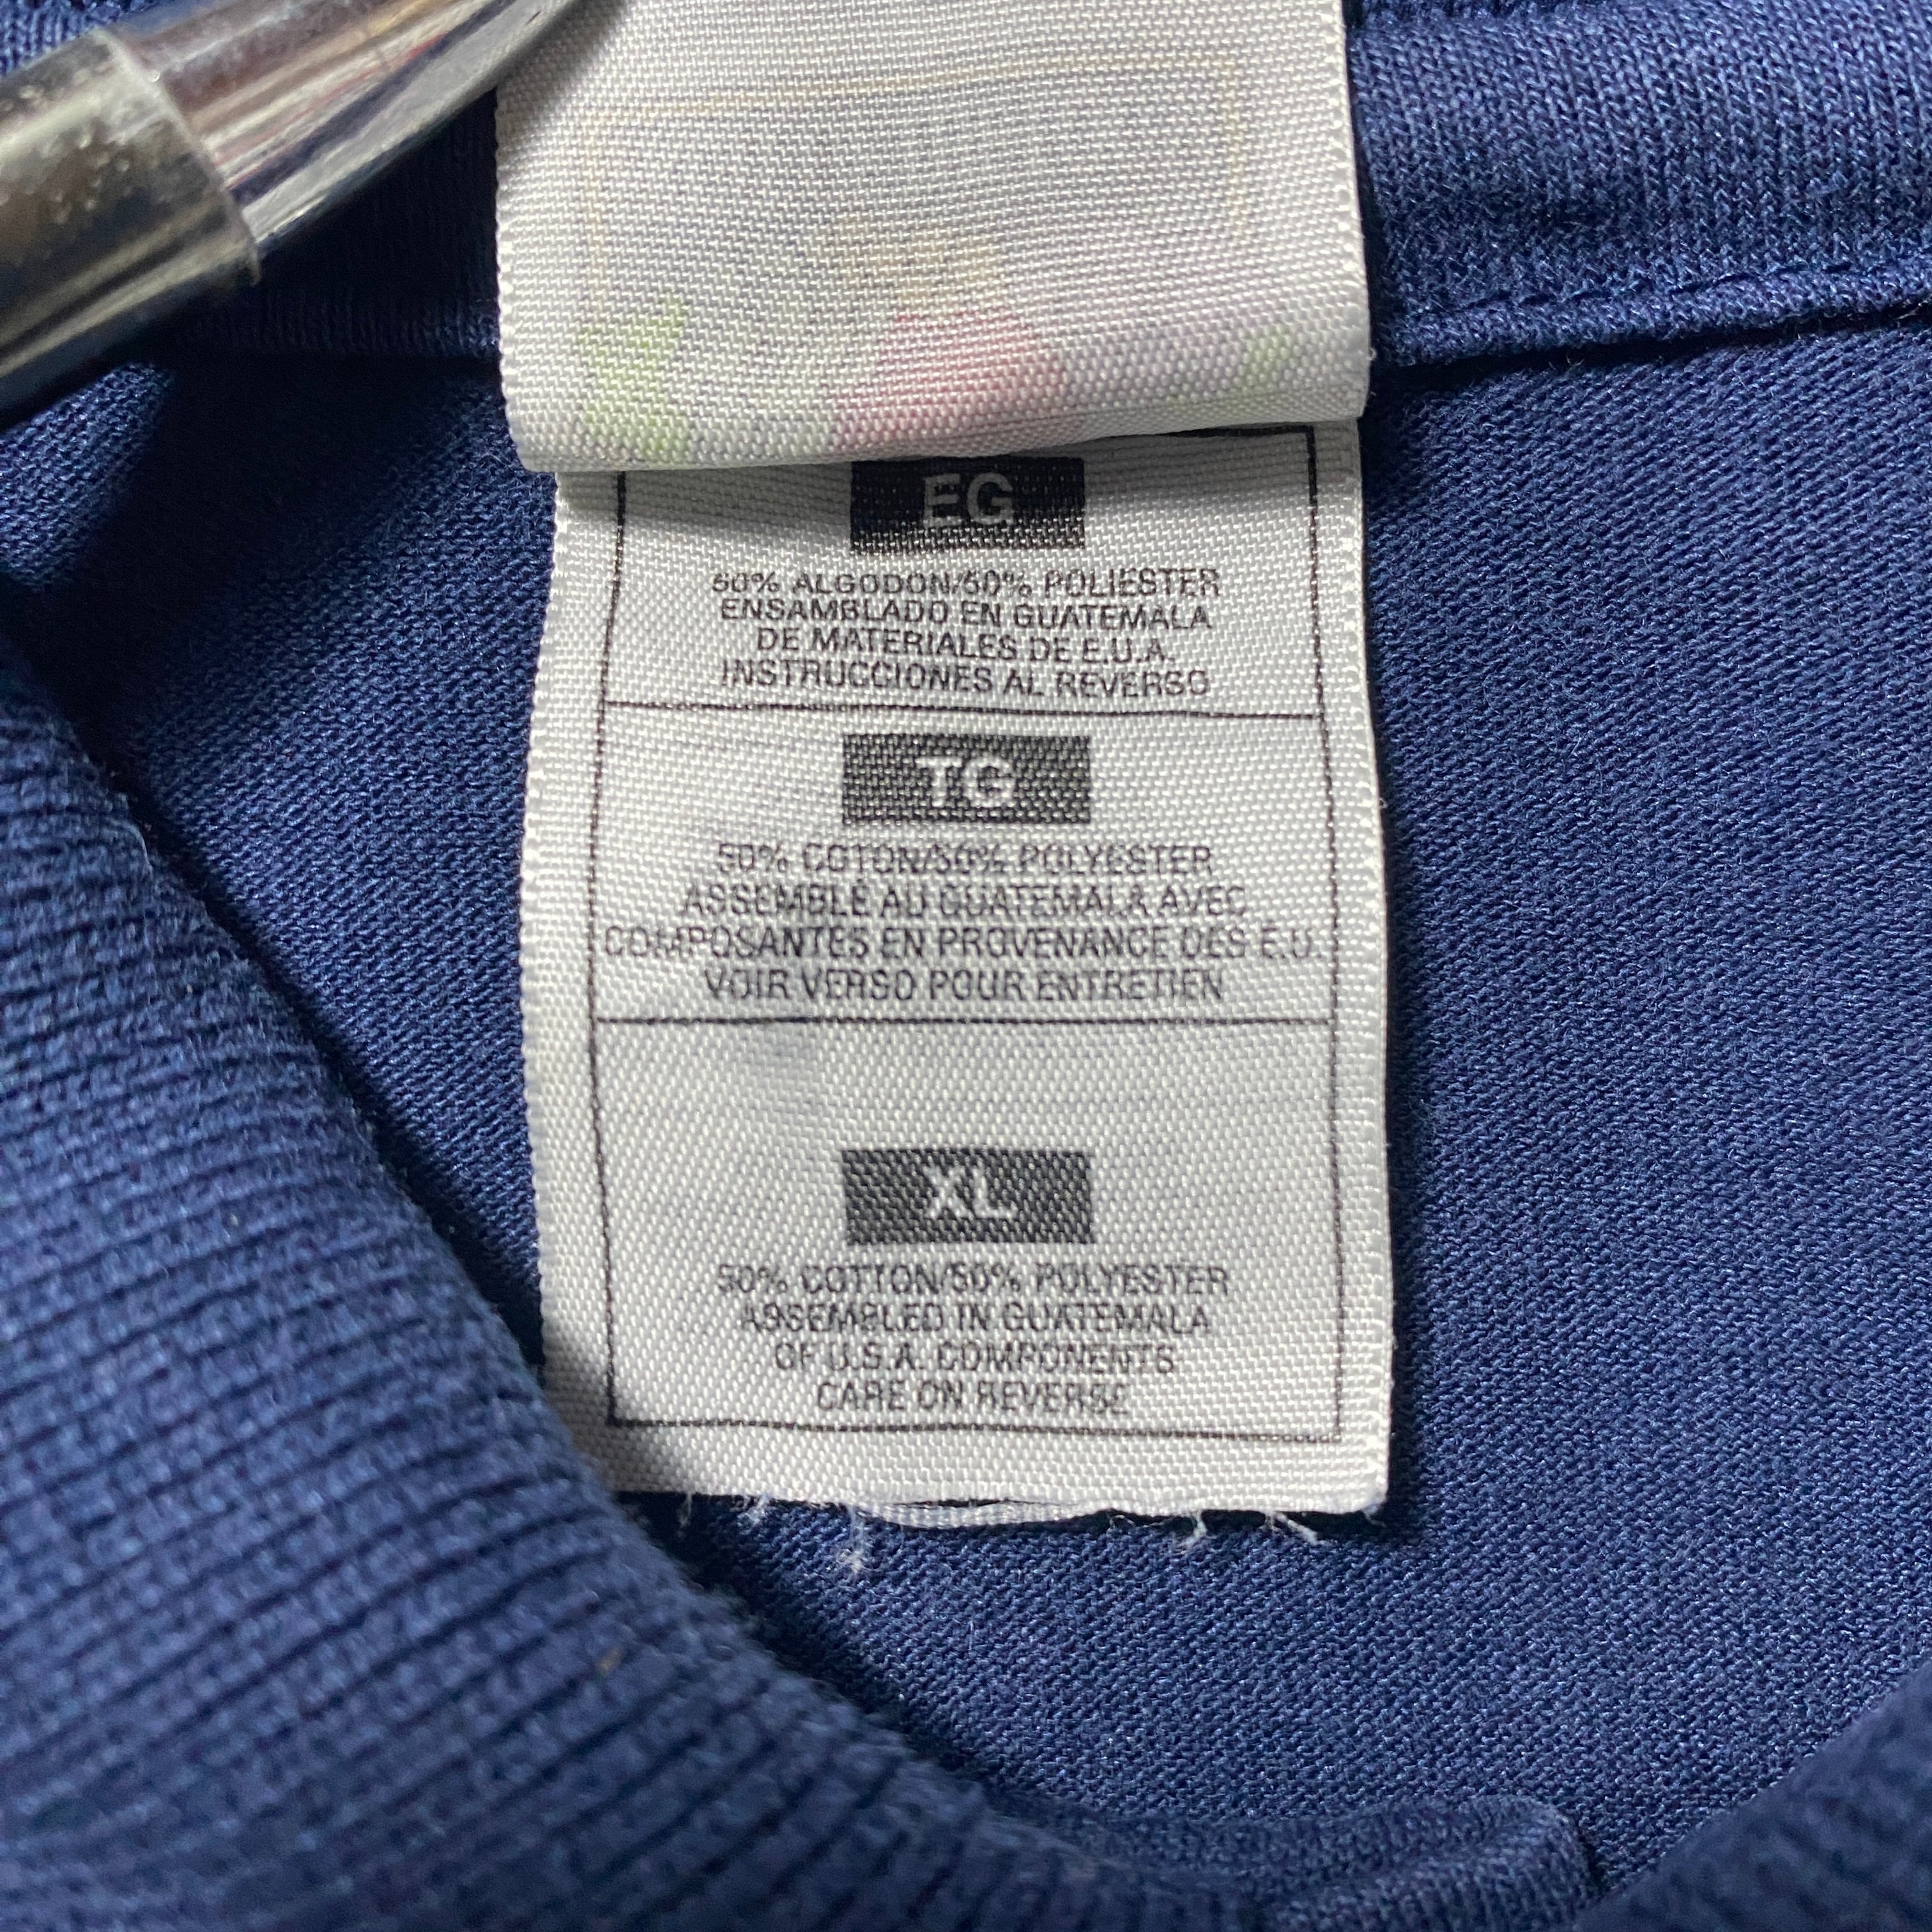 EG
50% ALGODON/50% POLIESTER
ENSAMBLADO EN GUATEMALA
DE MATERIALES DE E.U.A.
INSTRUCCIONES AL REVERSO
TG
50% COTON/50% POLYESTER
ASSEMBLÉ AU GUATEMALA AVEC
COMPOSANTES EN PROVENANCE DES E.U.
VOIR VERSO POUR ENTRETIEN
XL
50% COTTON/50% POLYESTER
ASSEMBLED IN GUATEMALA
OF U.S.A. COMPONENTS
CARE ON REVERSE